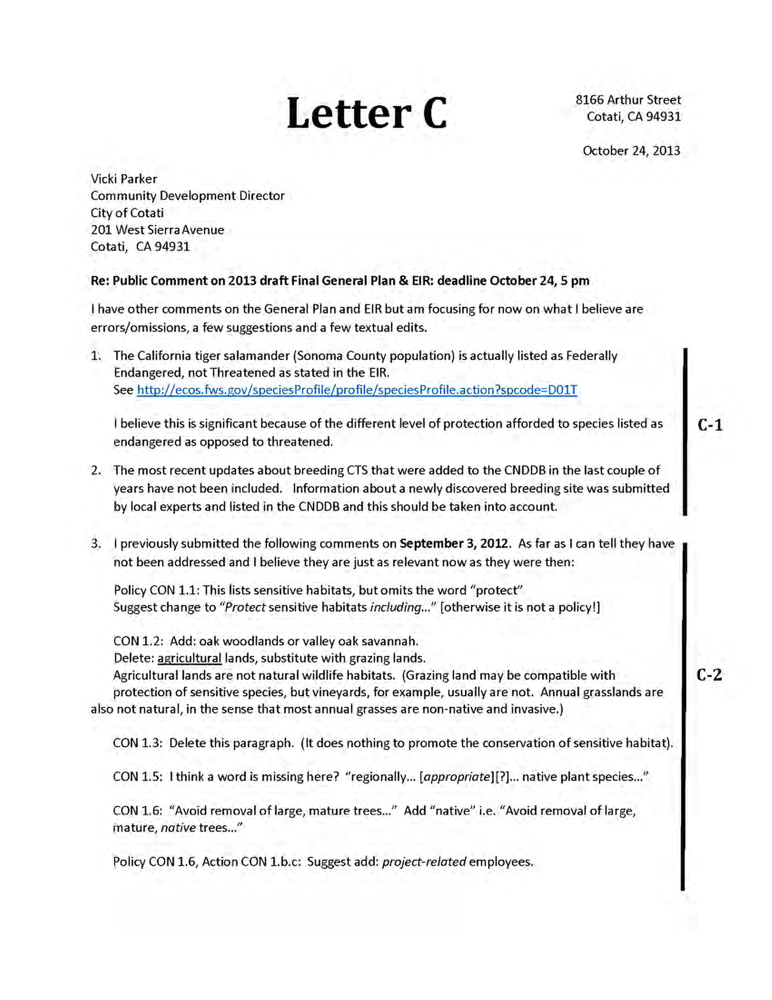 Letter C
8166 Arthur Street
Cotati, CA 94931
October 24, 2013
Vicki Parker
Community Development Director
City of Cotati
201 West Sierra Avenue
Cotati, CA 94931
Re: Public Comment on 2013 draft Final General Plan & EIR: deadline October 24, 5 pm
I have other comments on the General Plan and EIR but am focusing for now on what I believe are
errors/omissions, a few suggestions and a few textual edits.
1. The California tiger salamander (Sonoma County population) is actually listed as Federally
Endangered, not Threatened as stated in the EIR.
See http://ecos.fws.gov/speciesProfile/profile/speciesProfile.action?spcode=D01T
I believe this is significant because of the different level of protection afforded to species listed as
endangered as opposed to threatened.
C-1
2. The most recent updates about breeding CTS that were added to the CNDDB in the last couple of
years have not been included. Information about a newly discovered breeding site was submitted
by local experts and listed in the CNDDB and this should be taken into account.
3. I previously submitted the following comments on September 3, 2012. As far as I can tell they have
not been addressed and I believe they are just as relevant now as they were then:
Policy CON 1.1: This lists sensitive habitats, but omits the word “protect”
Suggest change to “Protect sensitive habitats including...” [otherwise it is not a policy!]
CON 1.2: Add: oak woodlands or valley oak savannah.
Delete: agricultural lands, substitute with grazing lands.
Agricultural lands are not natural wildlife habitats. (Grazing land may be compatible with
C-2
protection of sensitive species, but vineyards, for example, usually are not. Annual grasslands are
also not natural, in the sense that most annual grasses are non-native and invasive.)
CON 1.3: Delete this paragraph. (It does nothing to promote the conservation of sensitive habitat).
CON 1.5: I think a word is missing here? “regionally... [appropriate][?]... native plant species...”
CON 1.6: “Avoid removal of large, mature trees...” Add “native” i.e. “Avoid removal of large,
mature, native trees...”
Policy CON 1.6, Action CON 1.b.c: Suggest add: project-related employees.